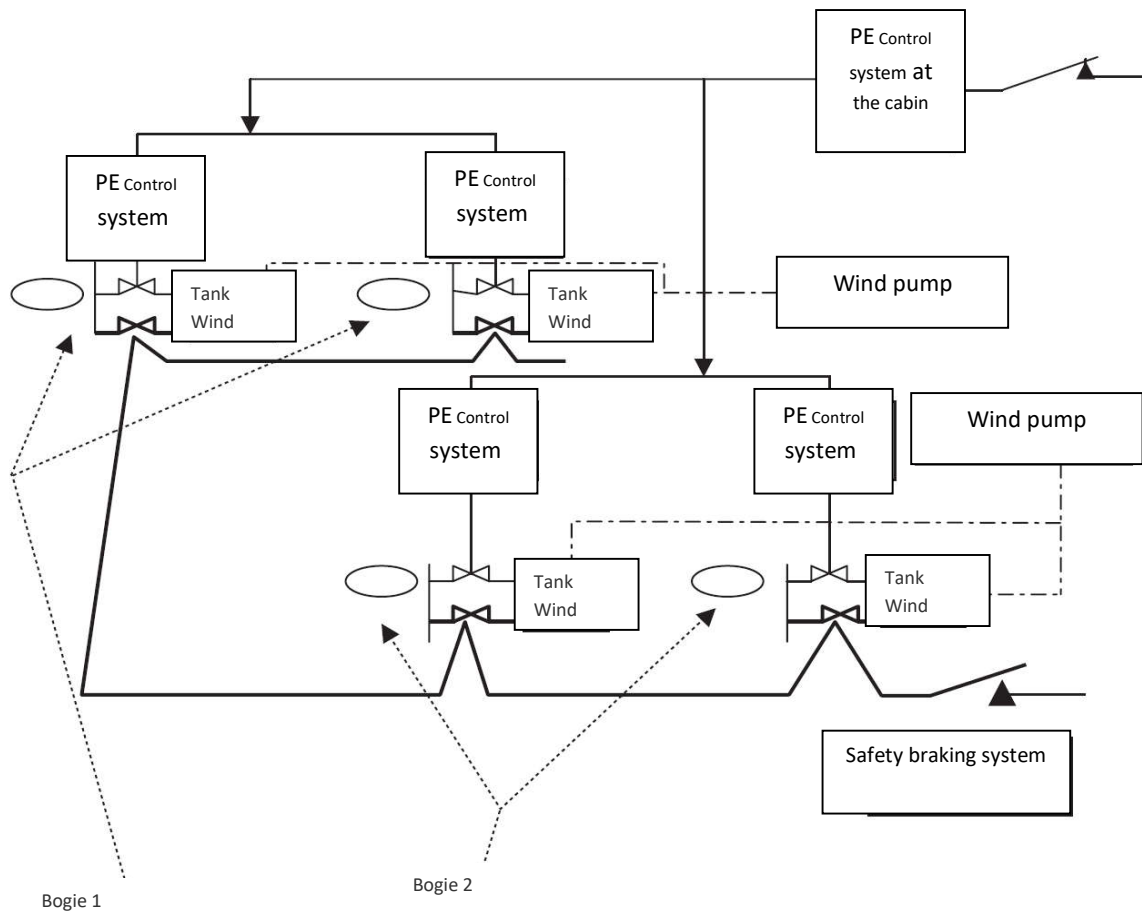 PE Control
system at
the cabin
PE Control
system
PE Control
system
Tank
Wind
Tank
Wind
Wind pump
PE Control
system
PE Control
system
Wind pump
Tank
Wind
Tank
Wind
Safety braking system
Bogie 1
Bogie 2